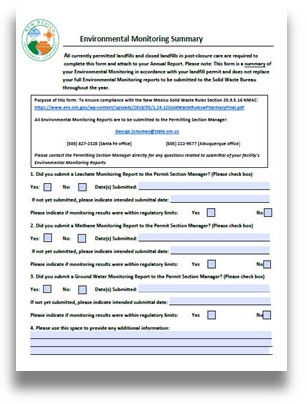 Environmental Monitoring Summary
All currently permitted landfills and closed landfills in post-closure care are required to
complete this form and attach to your Annual Report. Please note: This form is a summary of
your Environmental Monitoring in accordance with your landfill permit and does not replace
your full Environmental Monitoring reports to be submitted to the Solid Waste Bureau
throughout the year.
Purpose of this form: To ensure compliance with the New Mexico Solid Waste Rules Section 20.9.5.16 NMAC:
All Environmental Monitoring Reports are to be submitted to the Permitting Section Manager:
George.Schuman@state.nm.us
(505) 827-2328 (Santa Fe office) (505) 222-9577 (Albuquerque office)
Please contact the Permitting Section Manager directly for any questions related to submittal of your facility's
Environmental Monitoring Reports
1. Did you submit a Leachate Monitoring Report to the Permit Section Manager? (Please check box)
Yes: No: Date(s) Submitted:
If not yet submitted, please indicate intended submittal date:
Please indicate if monitoring results were within regulatory limits: Yes No
2. Did you submit a Methane Monitoring Report to the Permit Section Manager? (Please check box)
Yes: No: Date(s) Submitted:
If not yet submitted, please indicate intended submittal date:
Please indicate if monitoring results were within regulatory limits: Yes No
3. Did you submit a Ground Water Monitoring Report to the Permit Section Manager? (Please check box)
Yes: No: Date(s) Submitted:
If not yet submitted, please indicate intended submittal date:
Please indicate if monitoring results were within regulatory limits: Yes No
4. Please use this space to provide any additional information: